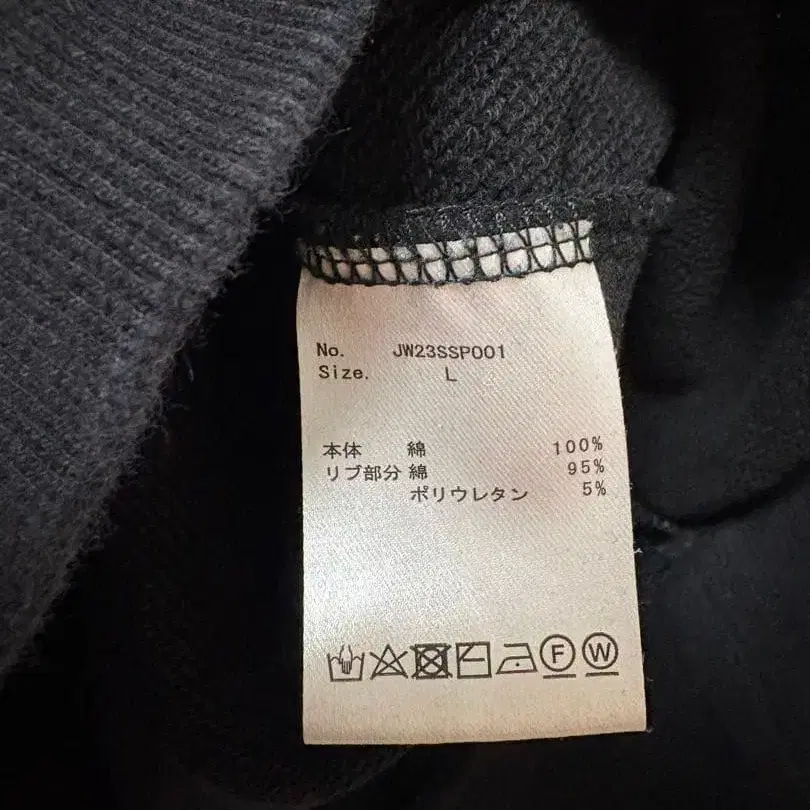 No. JW23SSP001
Size. L
本体 綿 100%
リブ部分 綿 95%
ポリウレタン 5%
F W